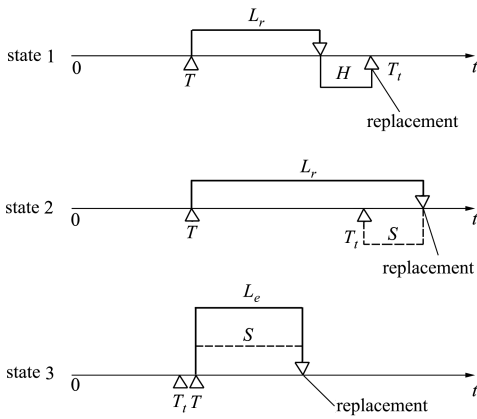 L_r
state 1
0
T
H
T_t
t
replacement
L_r
state 2
0
T
T_t
S
t
replacement
L_e
S
state 3
0
T_t T
t
replacement